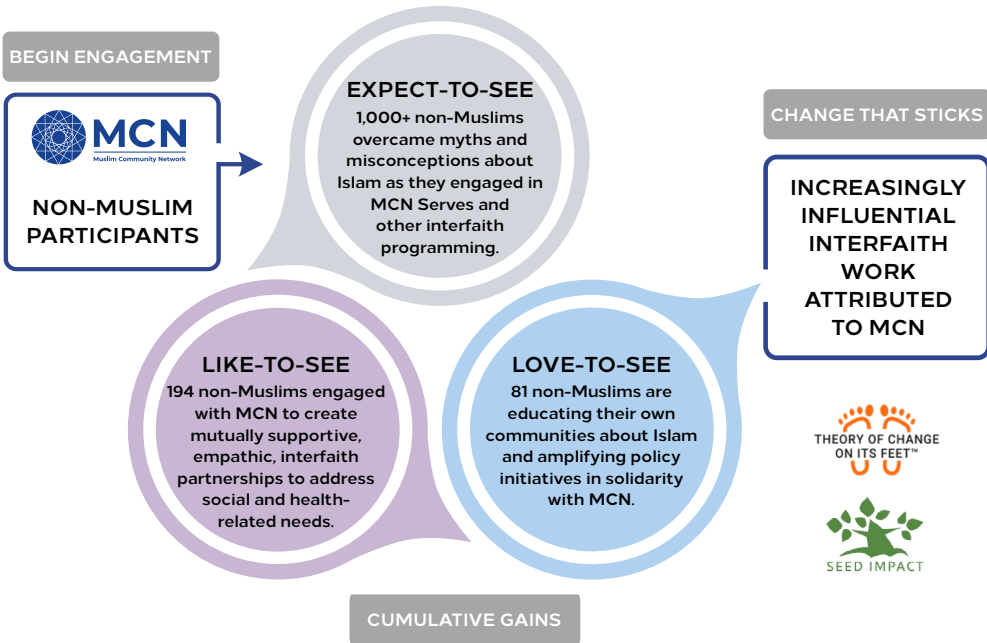 BEGIN ENGAGEMENT
MCN
Muslim Community Network
NON-MUSLIM
PARTICIPANTS
EXPECT-TO-SEE
1,000+ non-Muslims
overcame myths and
misconceptions about
Islam as they engaged in
MCN Serves and
other interfaith
programming.
LIKE-TO-SEE
194 non-Muslims engaged
with MCN to create
mutually supportive,
empathic, interfaith
partnerships to address
social and health-
related needs.
LOVE-TO-SEE
81 non-Muslims are
educating their own
communities about Islam
and amplifying policy
initiatives in solidarity
with MCN.
CHANGE THAT STICKS
INCREASINGLY
INFLUENTIAL
INTERFAITH
WORK
ATTRIBUTED
TO MCN
THEORY OF CHANGE
ON ITS FEET™
SEED IMPACT
CUMULATIVE GAINS